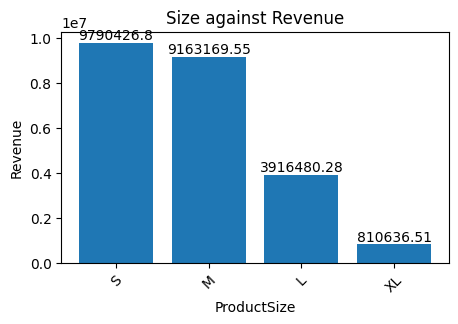 Size against Revenue
1e7
9790426.8
9163169.55
3916480.28
810636.51
1.0
0.8
0.6
0.4
0.2
0.0
Revenue
S
M
L
XL
ProductSize